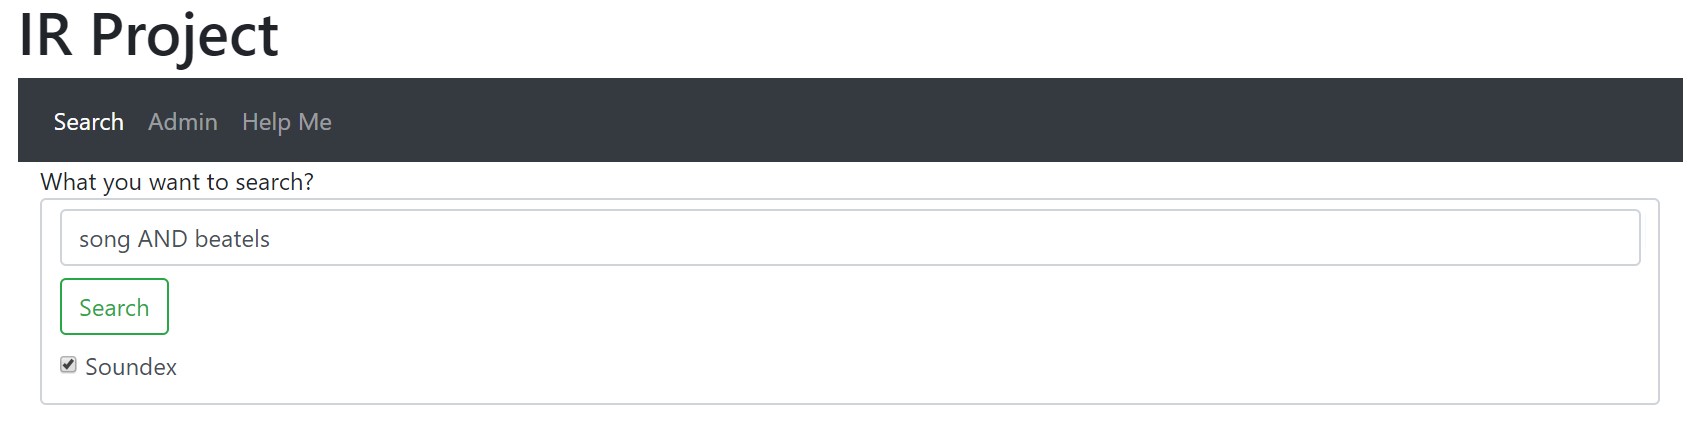 IR Project
Search Admin Help Me
What you want to search?
song AND beatels
Search
Soundex